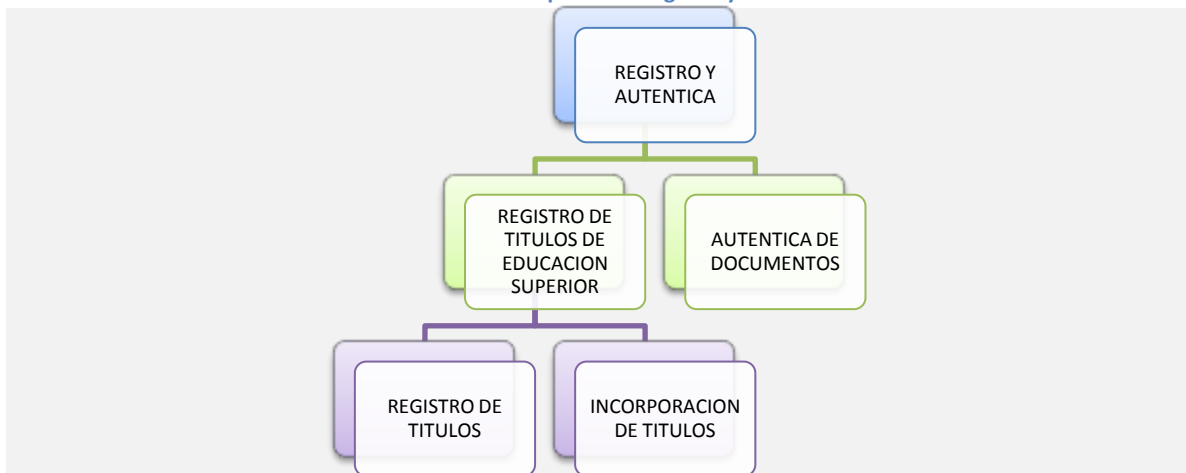 REGISTRO Y
AUTENTICA
REGISTRO DE
TITULOS DE
EDUCACION
SUPERIOR
AUTENTICA DE
DOCUMENTOS
REGISTRO DE
TITULOS
INCORPORACION
DE TITULOS